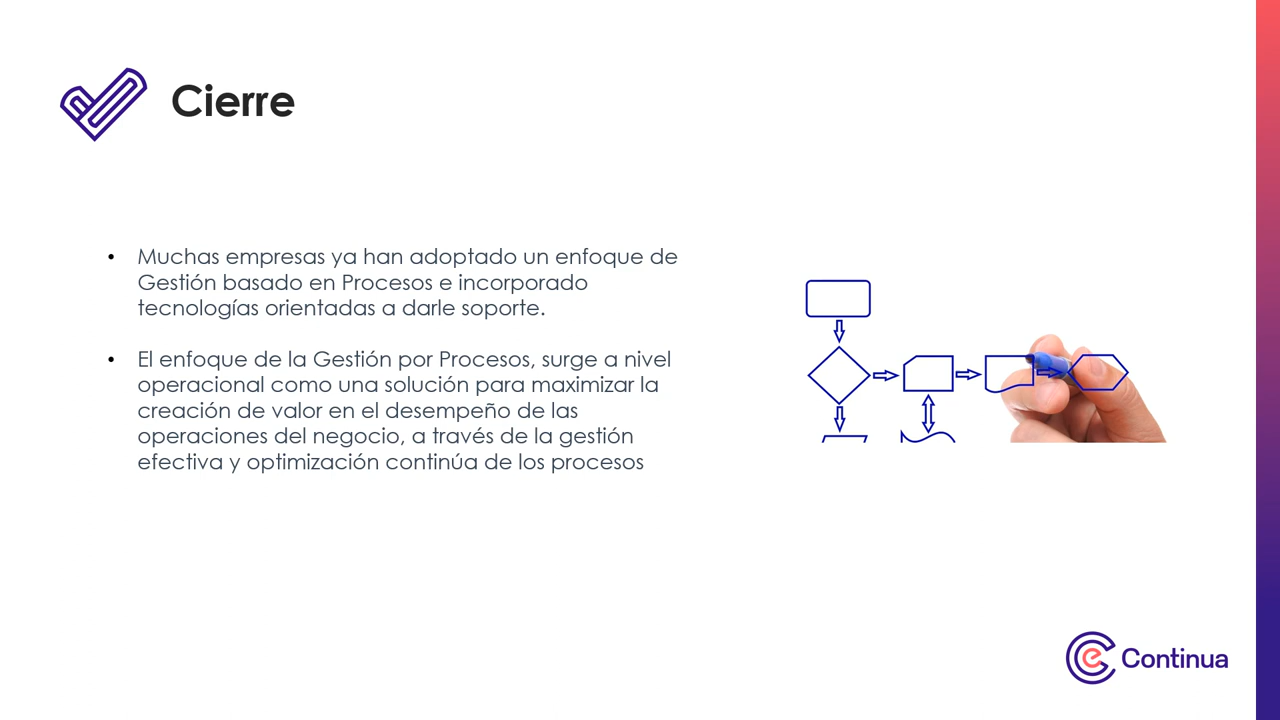 Cierre
• Muchas empresas ya han adoptado un enfoque de
Gestión basado en Procesos e incorporado
tecnologías orientadas a darle soporte.
• El enfoque de la Gestión por Procesos, surge a nivel
operacional como una solución para maximizar la
creación de valor en el desempeño de las
operaciones del negocio, a través de la gestión
efectiva y optimización continúa de los procesos
e Continua